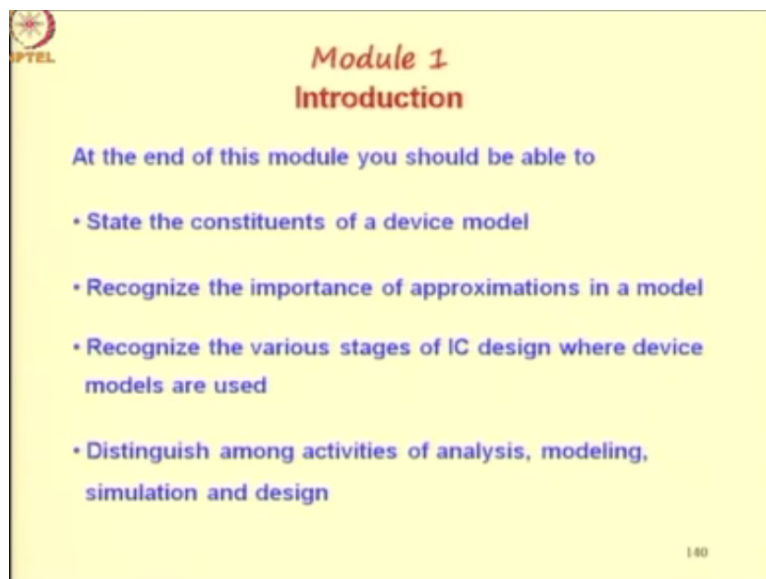 IPTEL
Module 1
Introduction
At the end of this module you should be able to
• State the constituents of a device model
• Recognize the importance of approximations in a model
• Recognize the various stages of IC design where device
models are used
• Distinguish among activities of analysis, modeling,
simulation and design
140